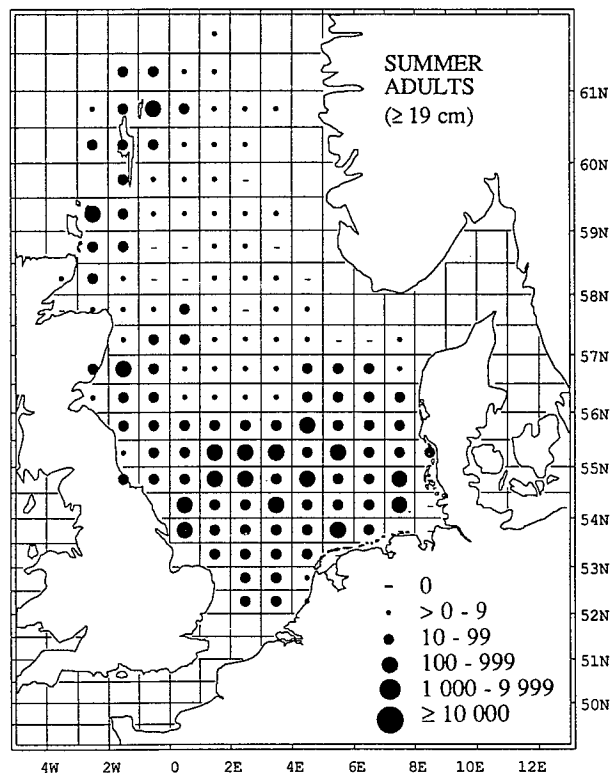 SUMMER
ADULTS
(≥ 19 cm)
61N
60N
59N
58N
57N
56N
55N
54N
53N
52N
51N
50N
- 0
> 0 - 9
10 - 99
100 - 999
1 000 - 9 999
≥ 10 000
4W 2W 0 2E 4E 6E 8E 10E 12E